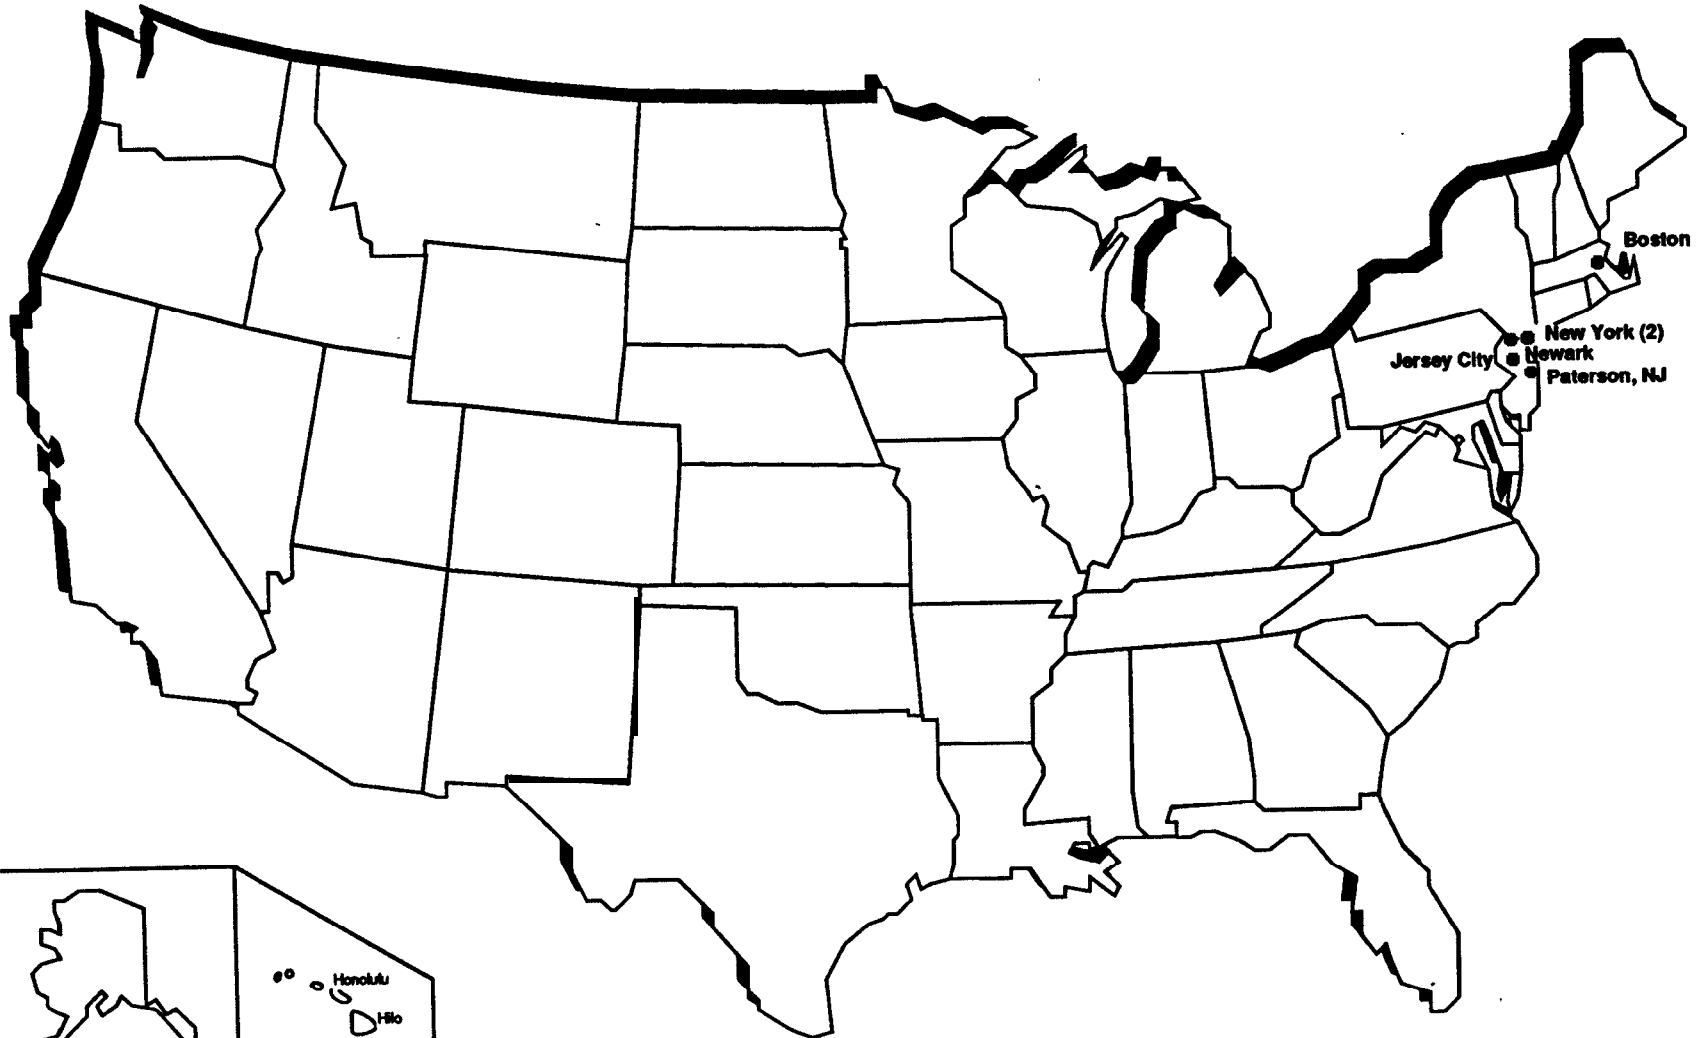 Boston
New York (2)
Jersey City
Newark
Paterson, NJ
Honolulu
Hilo